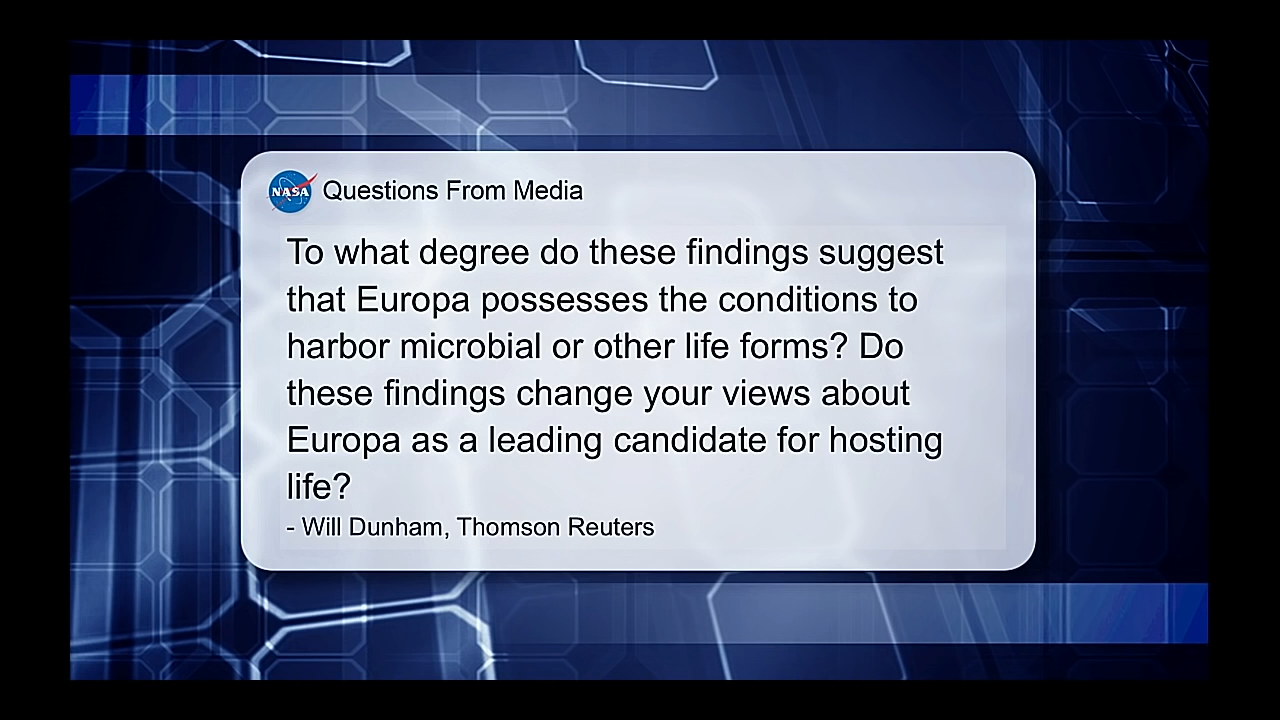 NASA
Questions From Media
To what degree do these findings suggest
that Europa possesses the conditions to
harbor microbial or other life forms? Do
these findings change your views about
Europa as a leading candidate for hosting
life?
- Will Dunham, Thomson Reuters